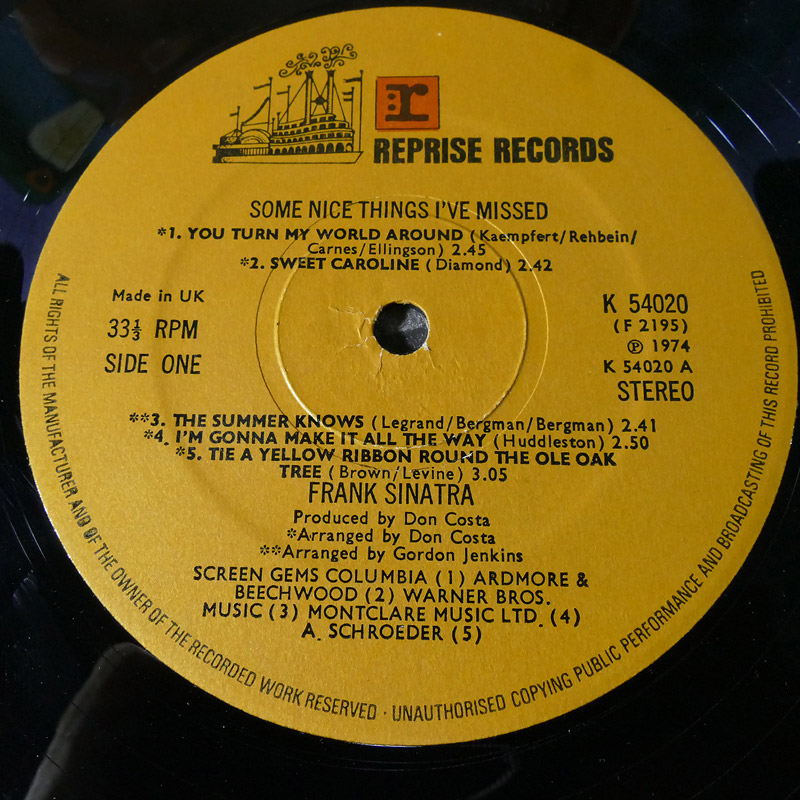 r
REPRISE RECORDS
SOME NICE THINGS I'VE MISSED
*1. YOU TURN MY WORLD AROUND (Kaempfert/Rehbein/
Carnes/Ellingson) 2.45
*2. SWEET CAROLINE (Diamond) 2.42
Made in UK
33⅓ RPM
SIDE ONE
K 54020
(F 2195)
℗ 1974
K 54020 A
STEREO
**3. THE SUMMER KNOWS (Legrand/Bergman/Bergman) 2.41
*4. I'M GONNA MAKE IT ALL THE WAY (Huddleston) 2.50
*5. TiE A YELLOW RIBBON ROUND THE OLE OAK
TREE (Brown/Levine) 3.05
FRANK SINATRA
Produced by Don Costa
*Arranged by Don Costa
**Arranged by Gordon Jenkins
SCREEN GEMS COLUMBIA (1) ARDMORE &
BEECHWOOD (2) WARNER BROS.
MUSIC (3) MONTCLARE MUSIC LTD. (4)
A. SCHROEDER (5)
ALL RIGHTS OF THE MANUFACTURER AND OF THE OWNER OF THE RECORDED WORK RESERVED · UNAUTHORISED COPYING PUBLIC PERFORMANCE AND BROADCASTING OF THIS RECORD PROHIBITED